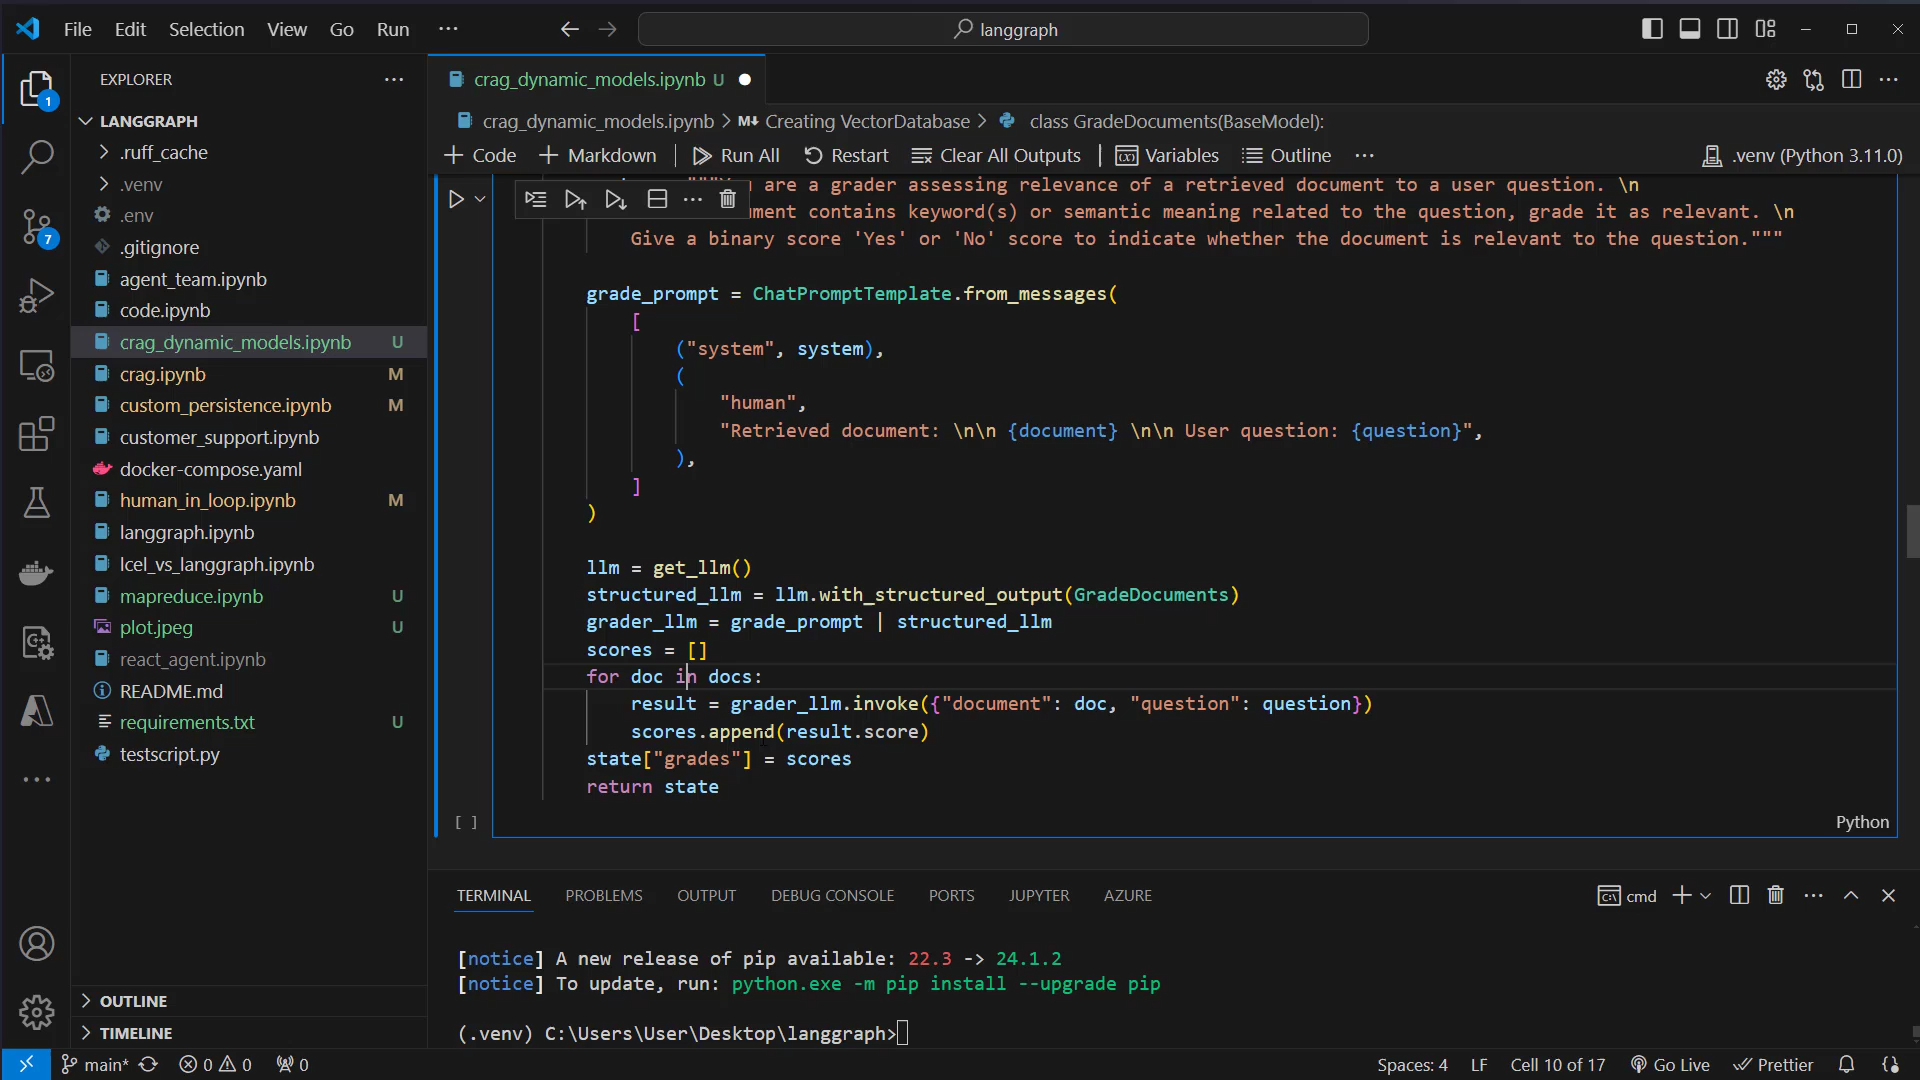 File Edit Selection View Go Run ···
langgraph
EXPLORER ···
LANGGRAPH
.ruff_cache
.venv
.env
.gitignore
agent_team.ipynb
code.ipynb
crag_dynamic_models.ipynb U
crag.ipynb M
custom_persistence.ipynb M
customer_support.ipynb
docker-compose.yaml
human_in_loop.ipynb M
langgraph.ipynb
lcel_vs_langgraph.ipynb
mapreduce.ipynb U
plot.jpeg U
react_agent.ipynb
README.md
requirements.txt U
testscript.py
OUTLINE
TIMELINE
1
7
crag_dynamic_models.ipynb U
crag_dynamic_models.ipynb > M↓ Creating VectorDatabase > class GradeDocuments(BaseModel):
+ Code + Markdown | Run All Restart Clear All Outputs | Variables Outline ··· .venv (Python 3.11.0)
are a grader assessing relevance of a retrieved document to a user question. \n
ument contains keyword(s) or semantic meaning related to the question, grade it as relevant. \n
Give a binary score 'Yes' or 'No' score to indicate whether the document is relevant to the question."""
grade_prompt = ChatPromptTemplate.from_messages(
[
("system", system),
(
"human",
"Retrieved document: \n\n {document} \n\n User question: {question}",
),
]
)
llm = get_llm()
structured_llm = llm.with_structured_output(GradeDocuments)
grader_llm = grade_prompt | structured_llm
scores = []
for doc in docs:
result = grader_llm.invoke({"document": doc, "question": question})
scores.append(result.score)
state["grades"] = scores
return state
[ ] Python
TERMINAL PROBLEMS OUTPUT DEBUG CONSOLE PORTS JUPYTER AZURE cmd
[notice] A new release of pip available: 22.3 -> 24.1.2
[notice] To update, run: python.exe -m pip install --upgrade pip
(.venv) C:\Users\User\Desktop\langgraph>
main* 0 0 0 Spaces: 4 LF Cell 10 of 17 Go Live Prettier